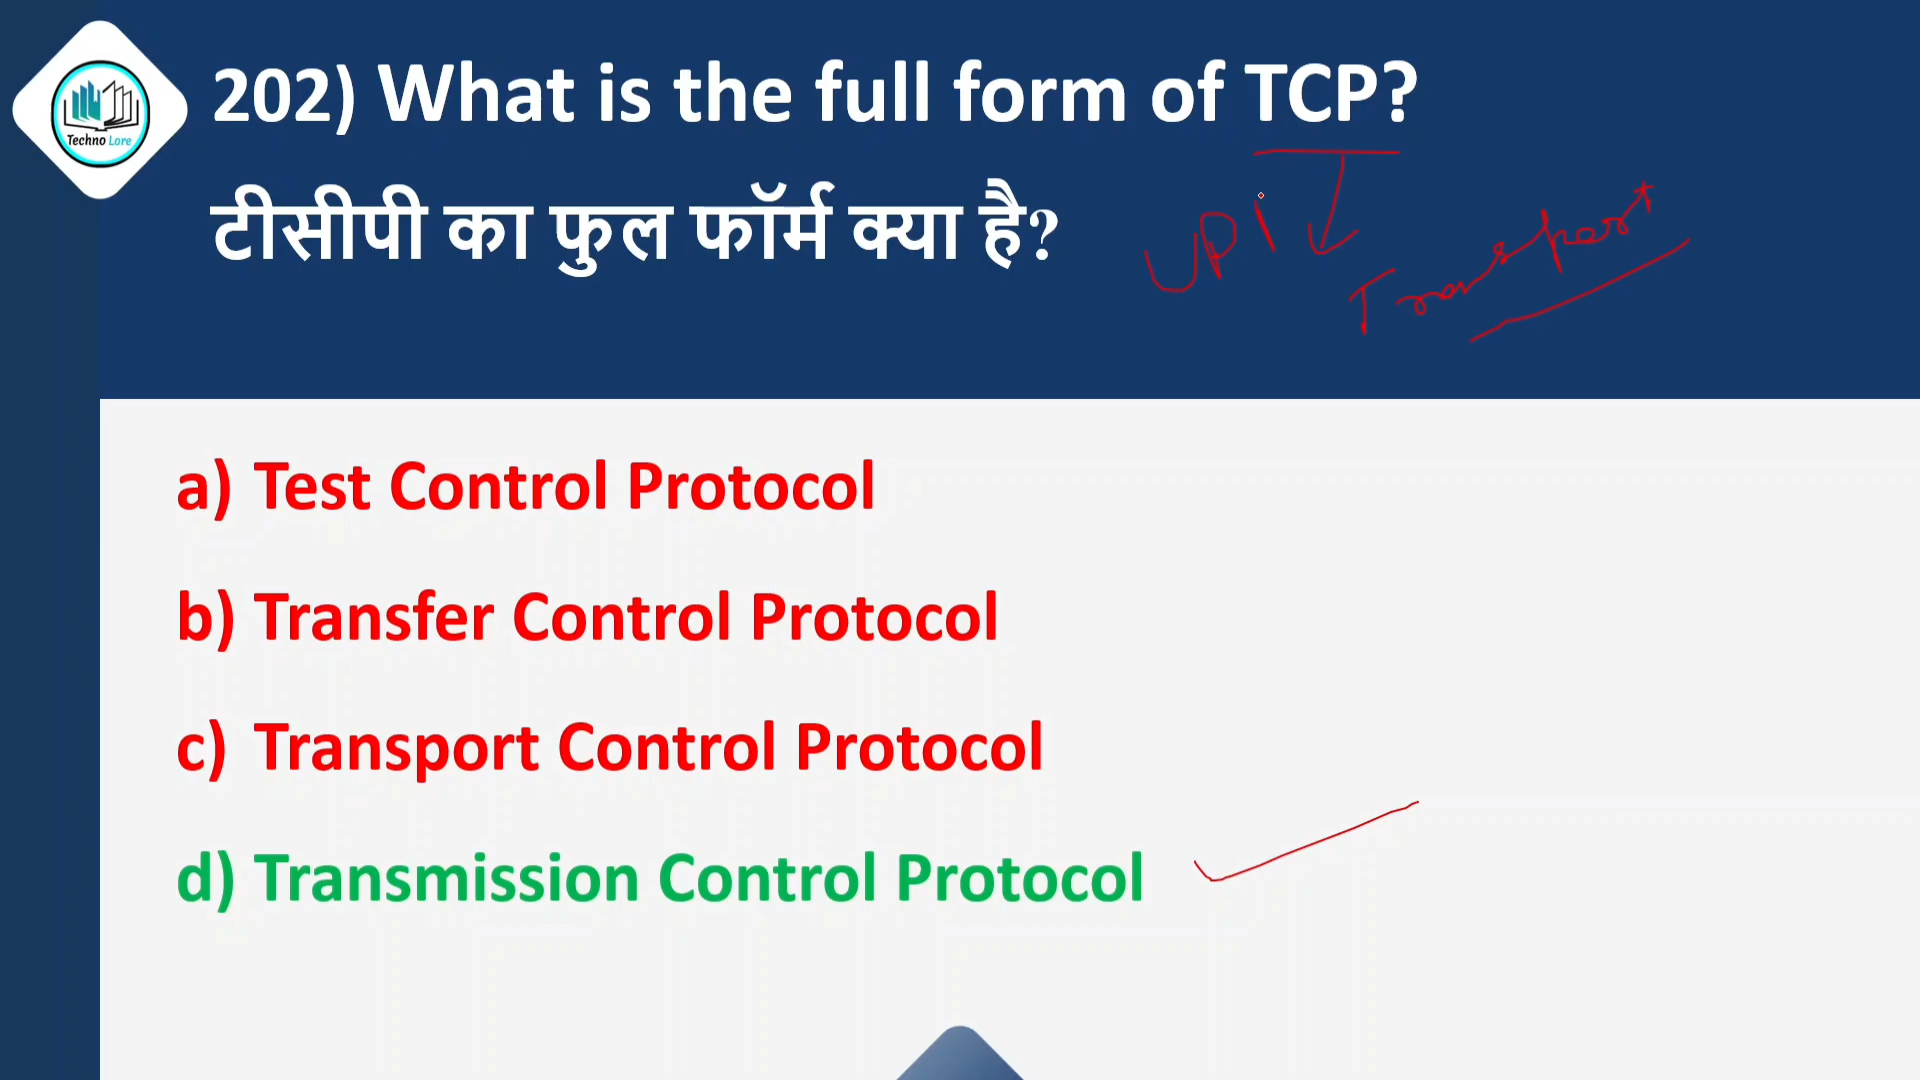 Techno Lore
202) What is the full form of TCP?
टीसीपी का फुल फॉर्म क्या है?
UPI
Transport
a) Test Control Protocol
b) Transfer Control Protocol
c) Transport Control Protocol
d) Transmission Control Protocol